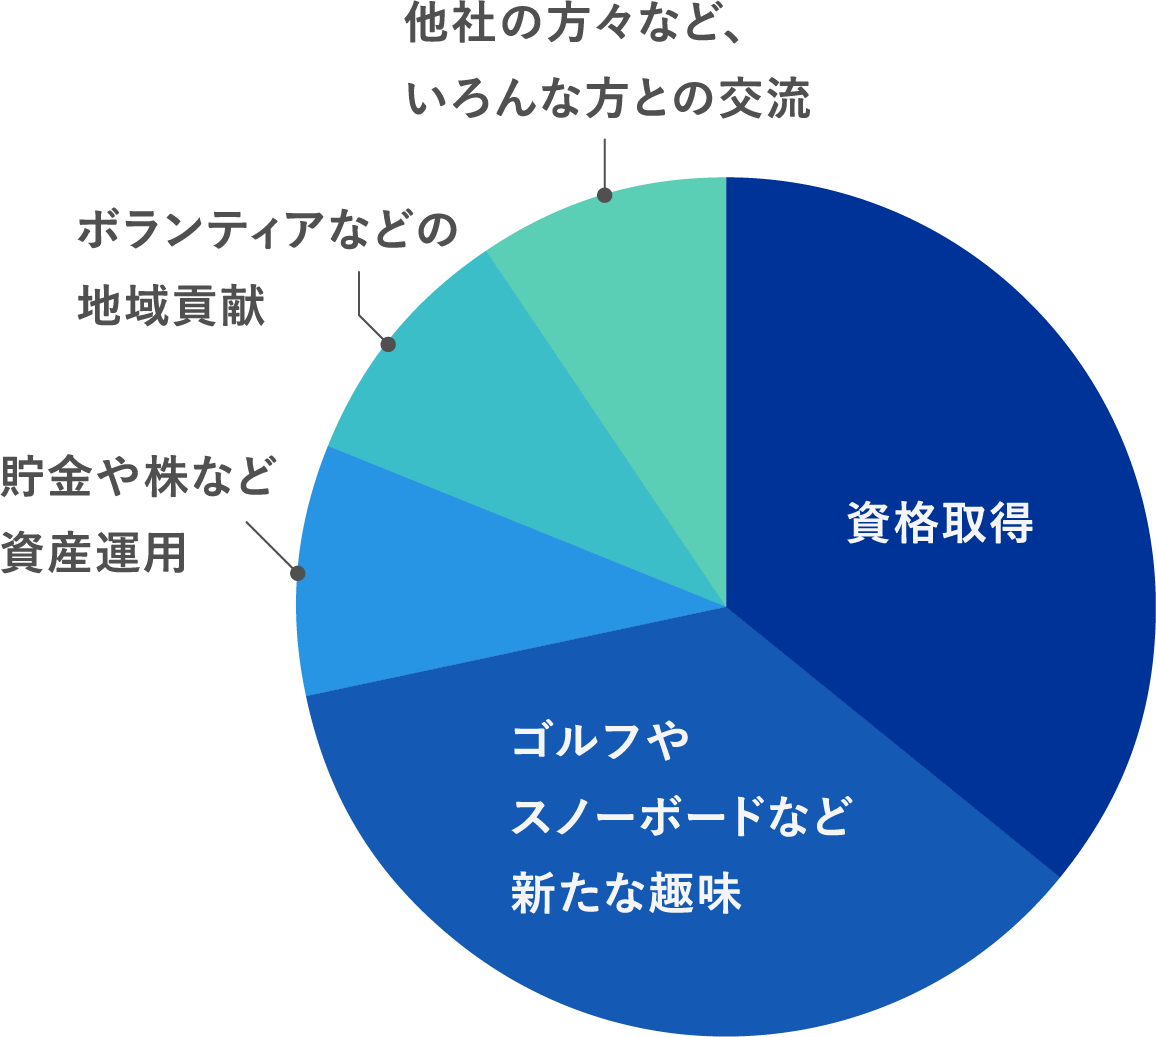 他社の方々など、
いろんな方との交流
ボランティアなどの
地域貢献
貯金や株など
資産運用
資格取得
ゴルフや
スノーボードなど
新たな趣味